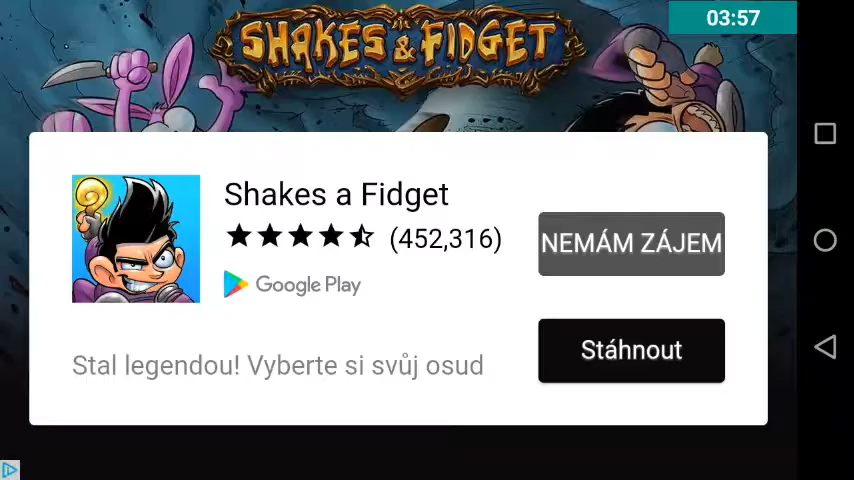 03:57
SHAKES & FIDGET
Shakes a Fidget
(452,316)
NEMÁM ZÁJEM
Google Play
Stáhnout
Stal legendou! Vyberte si svůj osud